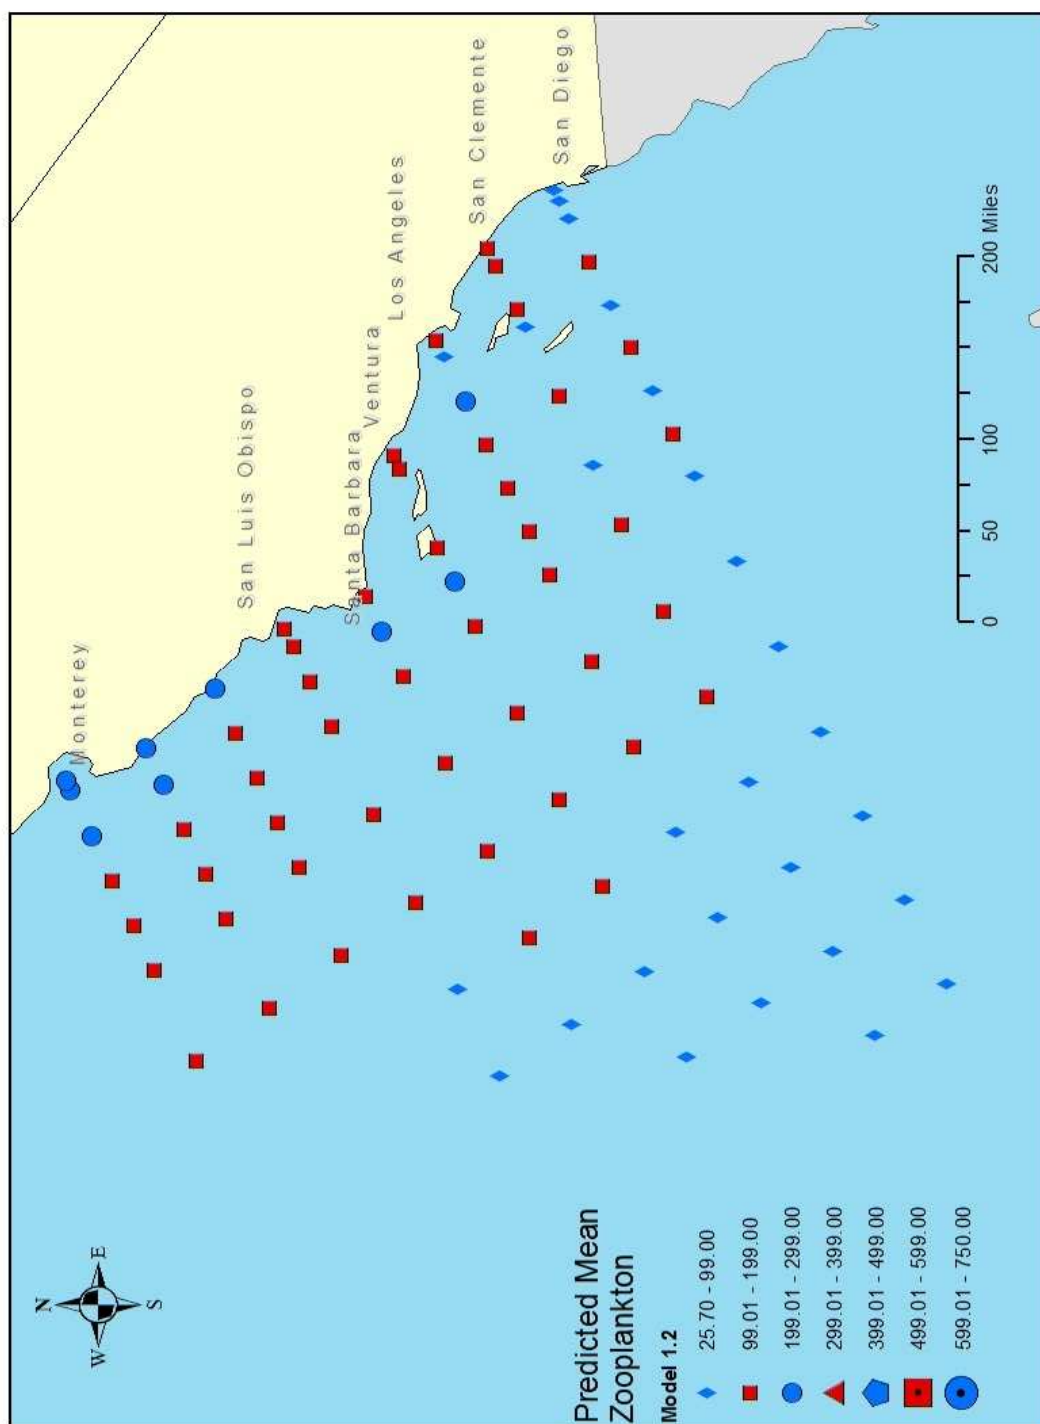 Monterey
San Luis Obispo
Santa Barbara
Ventura
Los Angeles
San Clemente
San Diego
N
W
E
S
Predicted Mean
Zooplankton
Model 1.2
25.70 - 99.00
99.01 - 199.00
199.01 - 299.00
299.01 - 399.00
399.01 - 499.00
499.01 - 599.00
599.01 - 750.00
0 50 100 200 Miles